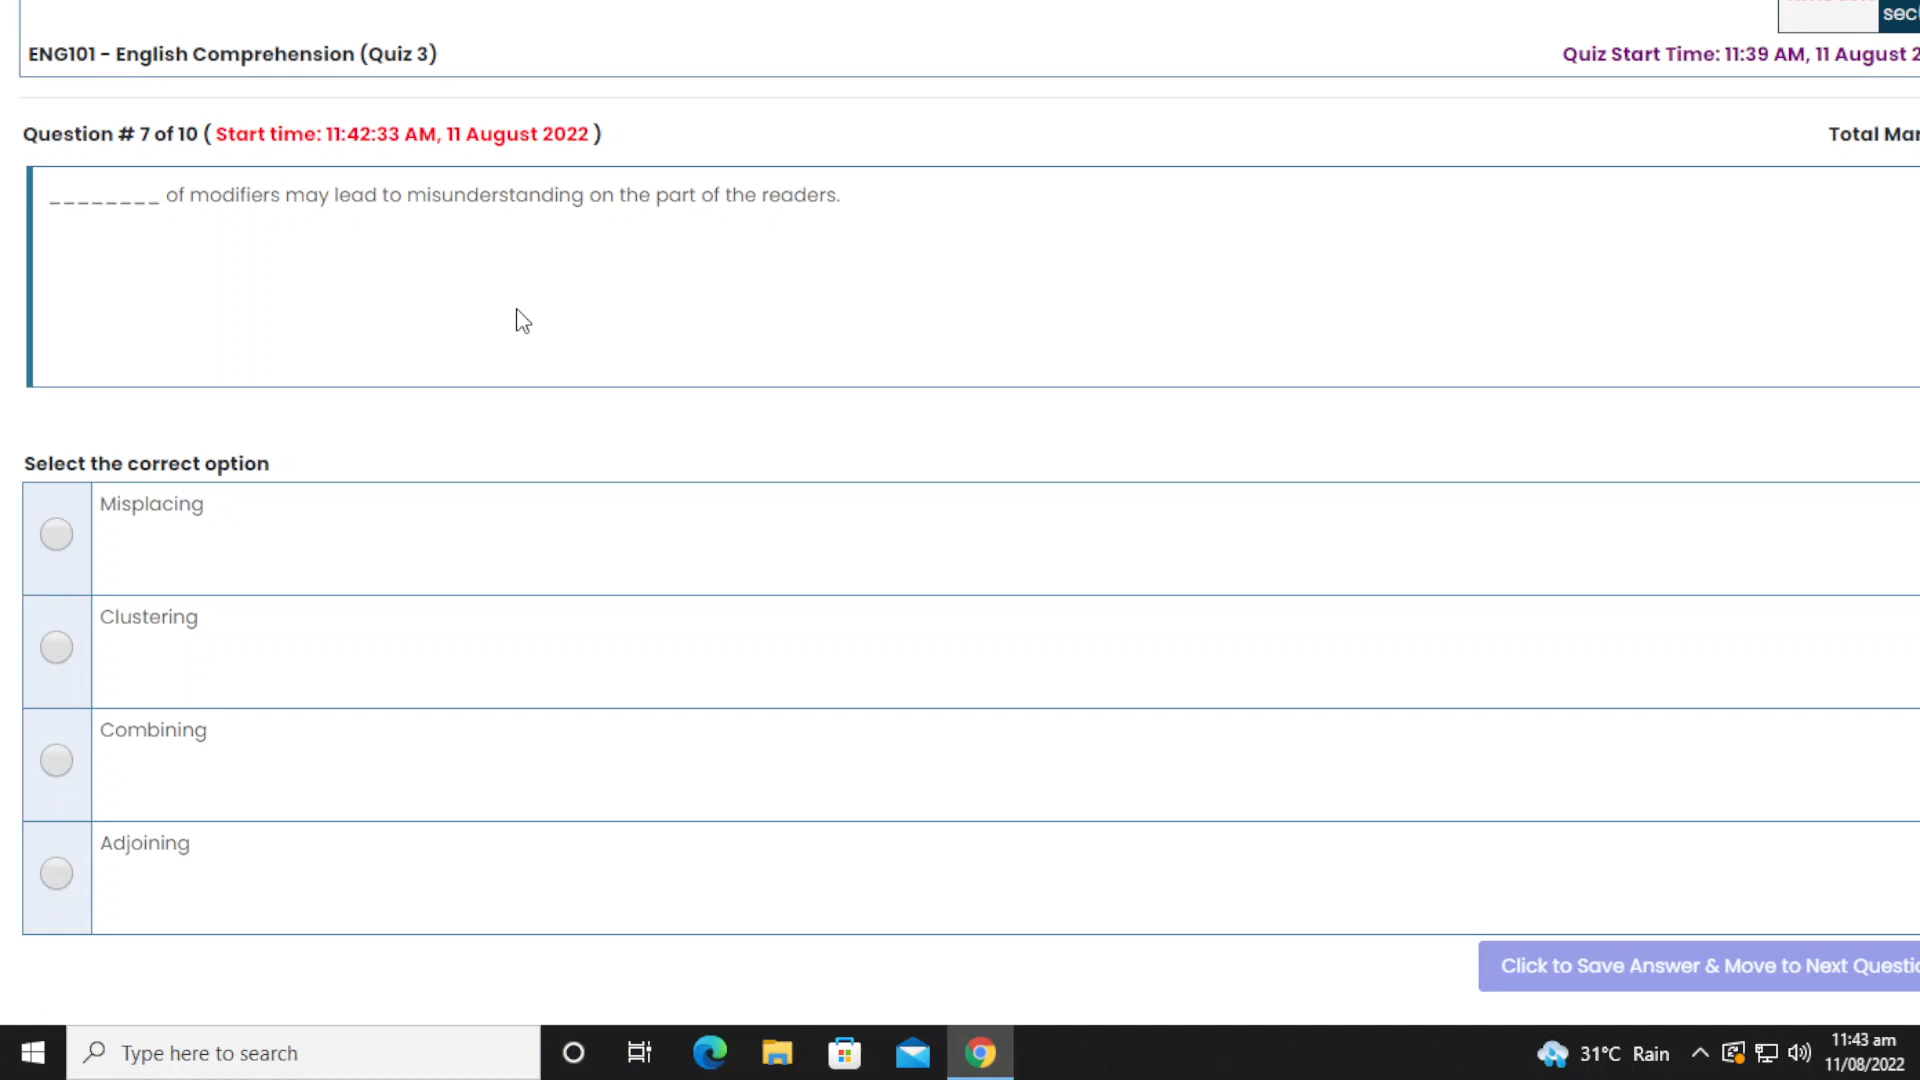 sec
ENG101 - English Comprehension (Quiz 3)
Quiz Start Time: 11:39 AM, 11 August 2
Question # 7 of 10 ( Start time: 11:42:33 AM, 11 August 2022 )
Total Mar
________ of modifiers may lead to misunderstanding on the part of the readers.
Select the correct option
Misplacing
Clustering
Combining
Adjoining
Click to Save Answer & Move to Next Questio
Type here to search
31°C Rain
11:43 am
11/08/2022